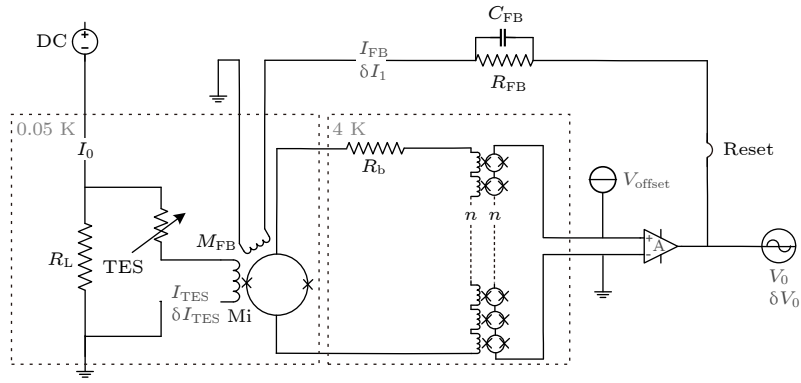 C_FB
DC
I_FB
δI_1
R_FB
0.05 K
4 K
I_0
R_b
Reset
V_offset
n n
M_FB
+
A
−
R_L
TES
I_TES
δI_TES
Mi
V_0
δV_0